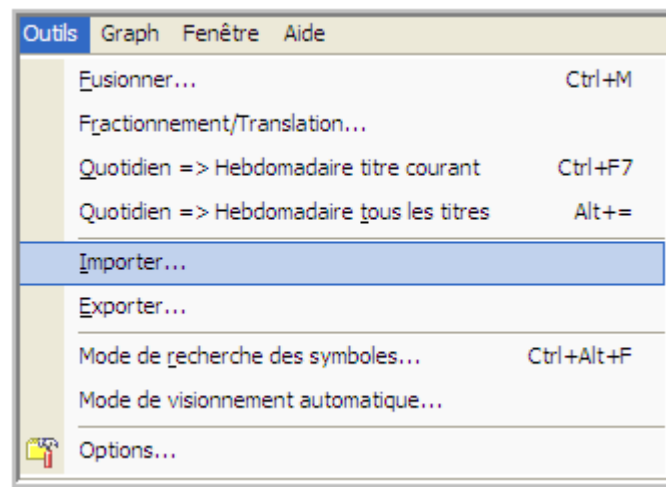 Outils Graph Fenêtre Aide
Fusionner... Ctrl+M
Fractionnement/Translation...
Quotidien => Hebdomadaire titre courant Ctrl+F7
Quotidien => Hebdomadaire tous les titres Alt+=
Importer...
Exporter...
Mode de recherche des symboles... Ctrl+Alt+F
Mode de visionnement automatique...
Options...